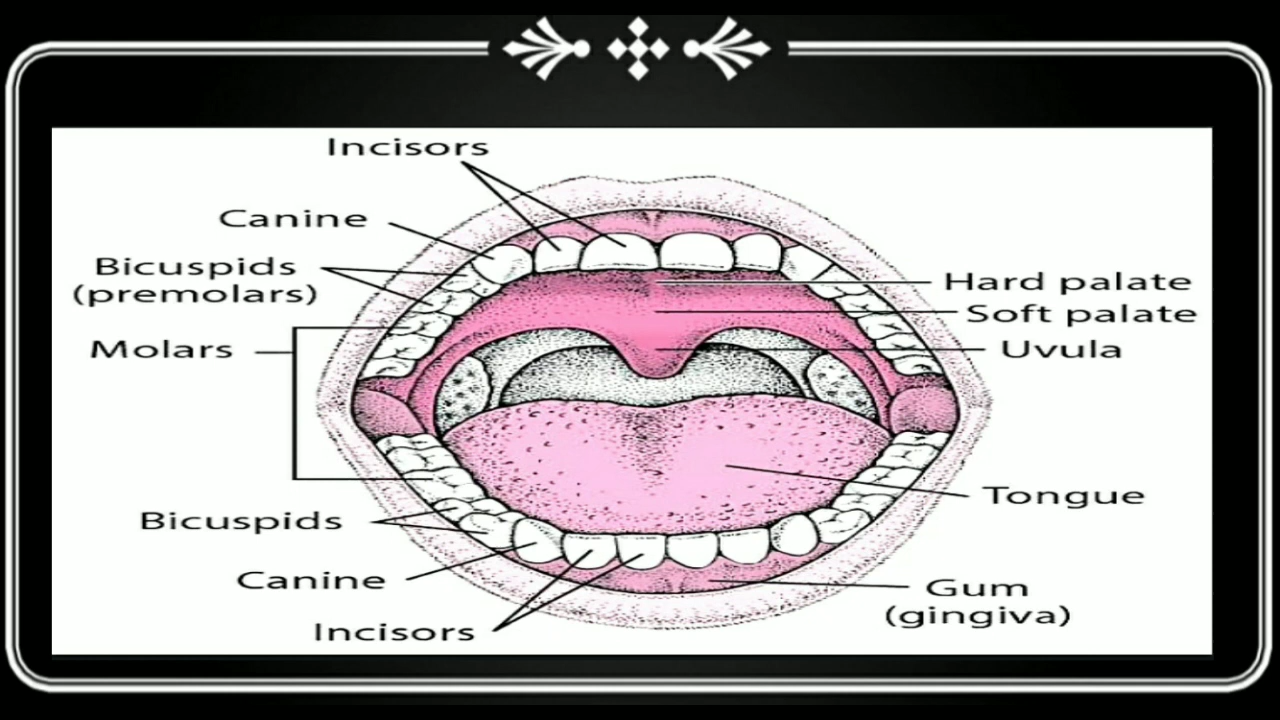 Incisors
Canine
Bicuspids
(premolars)
Molars
Bicuspids
Canine
Incisors
Hard palate
Soft palate
Uvula
Tongue
Gum
(gingiva)